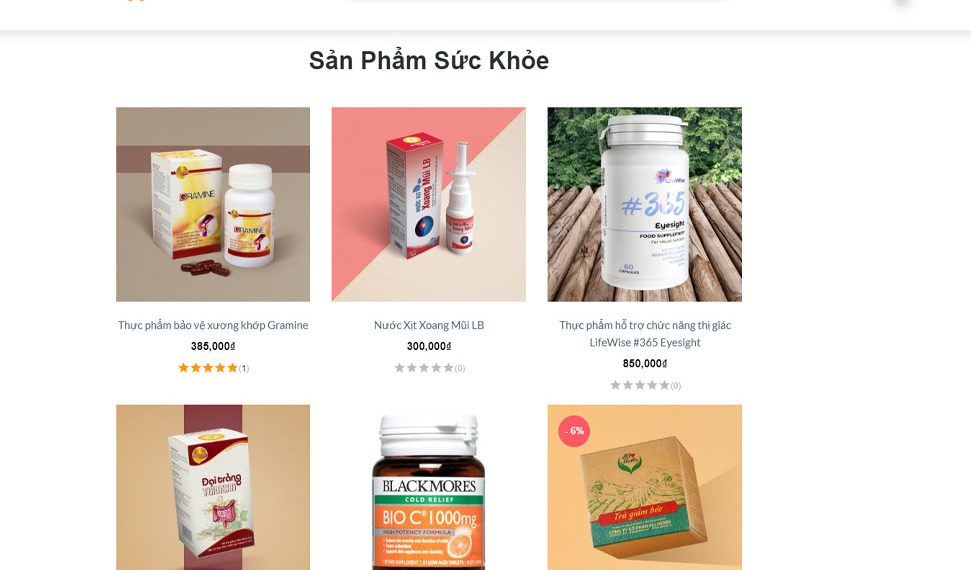 Sản Phẩm Sức Khỏe
GRAMINE
GRAMINE
Xoang Mũi LB
LifeWise
#365
Eyesight
FOOD SUPPLEMENT
60
CAPSULES
Thực phẩm bảo vệ xương khớp Gramine
385,000₫
(1)
Nước Xịt Xoang Mũi LB
300,000₫
(0)
Thực phẩm hỗ trợ chức năng thị giác
LifeWise #365 Eyesight
850,000₫
(0)
Đại tràng
BLACKMORES
COLD RELIEF
BIO C® 1000mg
HIGH POTENCY FORMULA
- 6%
Trà giảm béo